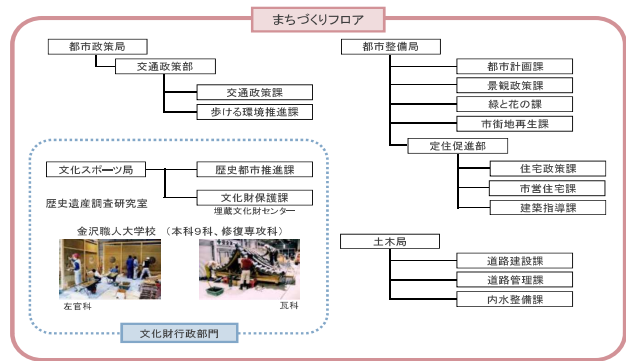 まちづくりフロア
都市政策局
交通政策部
交通政策課
歩ける環境推進課
文化スポーツ局
歴史都市推進課
文化財保護課
埋蔵文化財センター
歴史遺産調査研究室
金沢職人大学校 （本科9科、修復専攻科）
左官科
瓦科
文化財行政部門
都市整備局
都市計画課
景観政策課
緑と花の課
市街地再生課
定住促進部
住宅政策課
市営住宅課
建築指導課
土木局
道路建設課
道路管理課
内水整備課